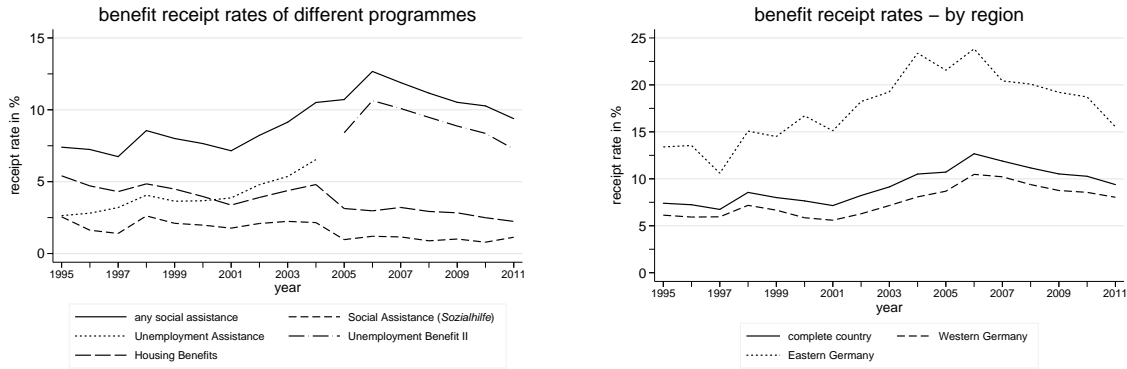 benefit receipt rates of different programmes
15
10
5
0
receipt rate in %
1995 1997 1999 2001 2003 2005 2007 2009 2011
year
any social assistance
Social Assistance (Sozialhilfe)
Unemployment Assistance
Unemployment Benefit II
Housing Benefits
benefit receipt rates – by region
25
20
15
10
5
0
receipt rate in %
1995 1997 1999 2001 2003 2005 2007 2009 2011
year
complete country
Western Germany
Eastern Germany